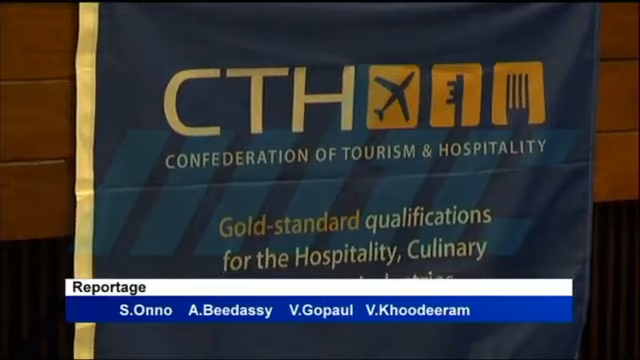 CTH
CONFEDERATION OF TOURISM & HOSPITALITY
Gold-standard qualifications
for the Hospitality, Culinary
Reportage
S.Onno A.Beedassy V.Gopaul V.Khoodeeram